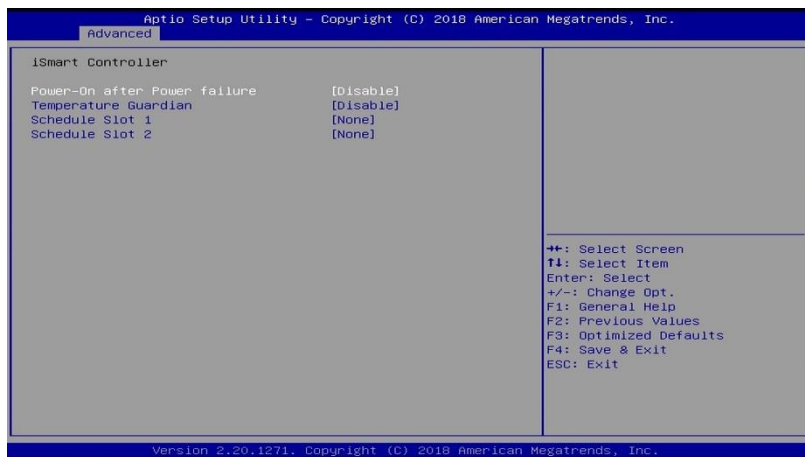 Aptio Setup Utility – Copyright (C) 2018 American Megatrends, Inc.
Advanced
iSmart Controller
Power-On after Power failure [Disable]
Temperature Guardian [Disable]
Schedule Slot 1 [None]
Schedule Slot 2 [None]
→←: Select Screen
↑↓: Select Item
Enter: Select
+/-: Change Opt.
F1: General Help
F2: Previous Values
F3: Optimized Defaults
F4: Save & Exit
ESC: Exit
Version 2.20.1271. Copyright (C) 2018 American Megatrends, Inc.